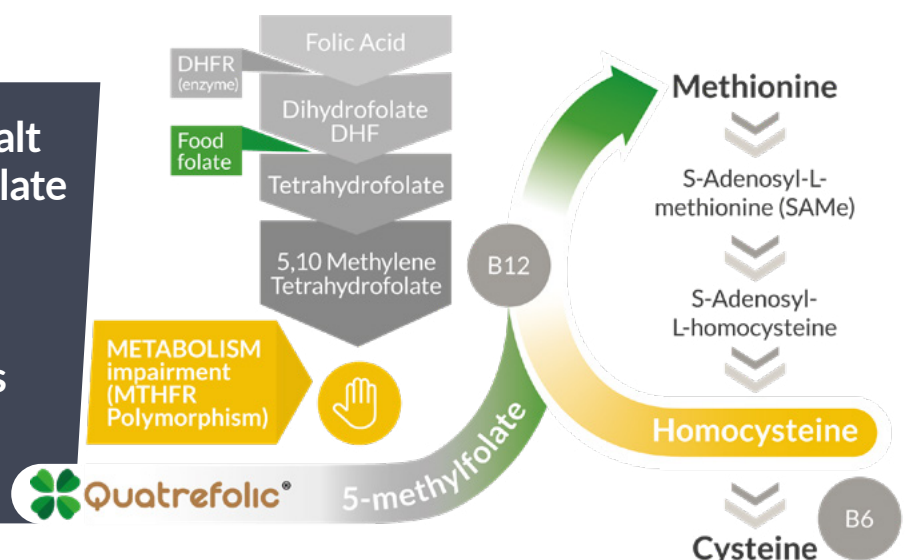 alt
late
s
Folic Acid
DHFR
(enzyme)
Dihydrofolate
DHF
Food
folate
Tetrahydrofolate
5,10 Methylene
Tetrahydrofolate
METABOLISM
impairment
(MTHFR
Polymorphism)
Quatrefolic®
5-methylfolate
B12
Methionine
S-Adenosyl-L-
methionine (SAMe)
S-Adenosyl-
L-homocysteine
Homocysteine
B6
Cysteine